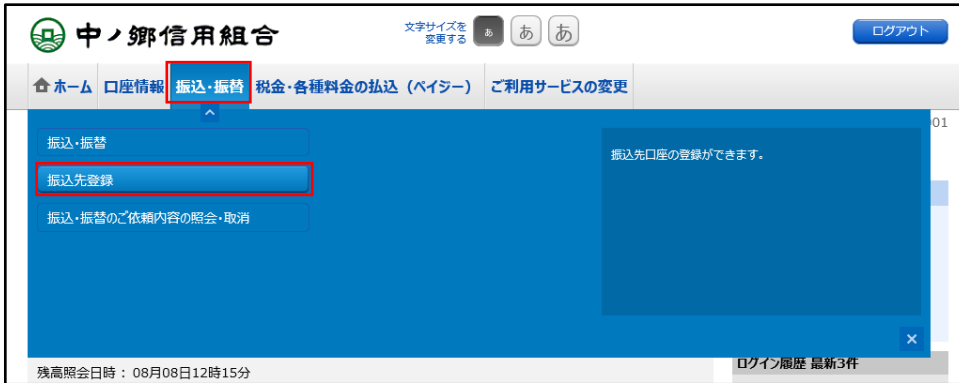 中ノ郷信用組合
文字サイズを
変更する
あ あ あ
ログアウト
ホーム 口座情報 振込・振替 税金・各種料金の払込（ペイジー） ご利用サービスの変更
01
振込・振替
振込先口座の登録ができます。
振込先登録
振込・振替のご依頼内容の照会・取消
残高照会日時： 08月08日12時15分
ログイン履歴 最新3件